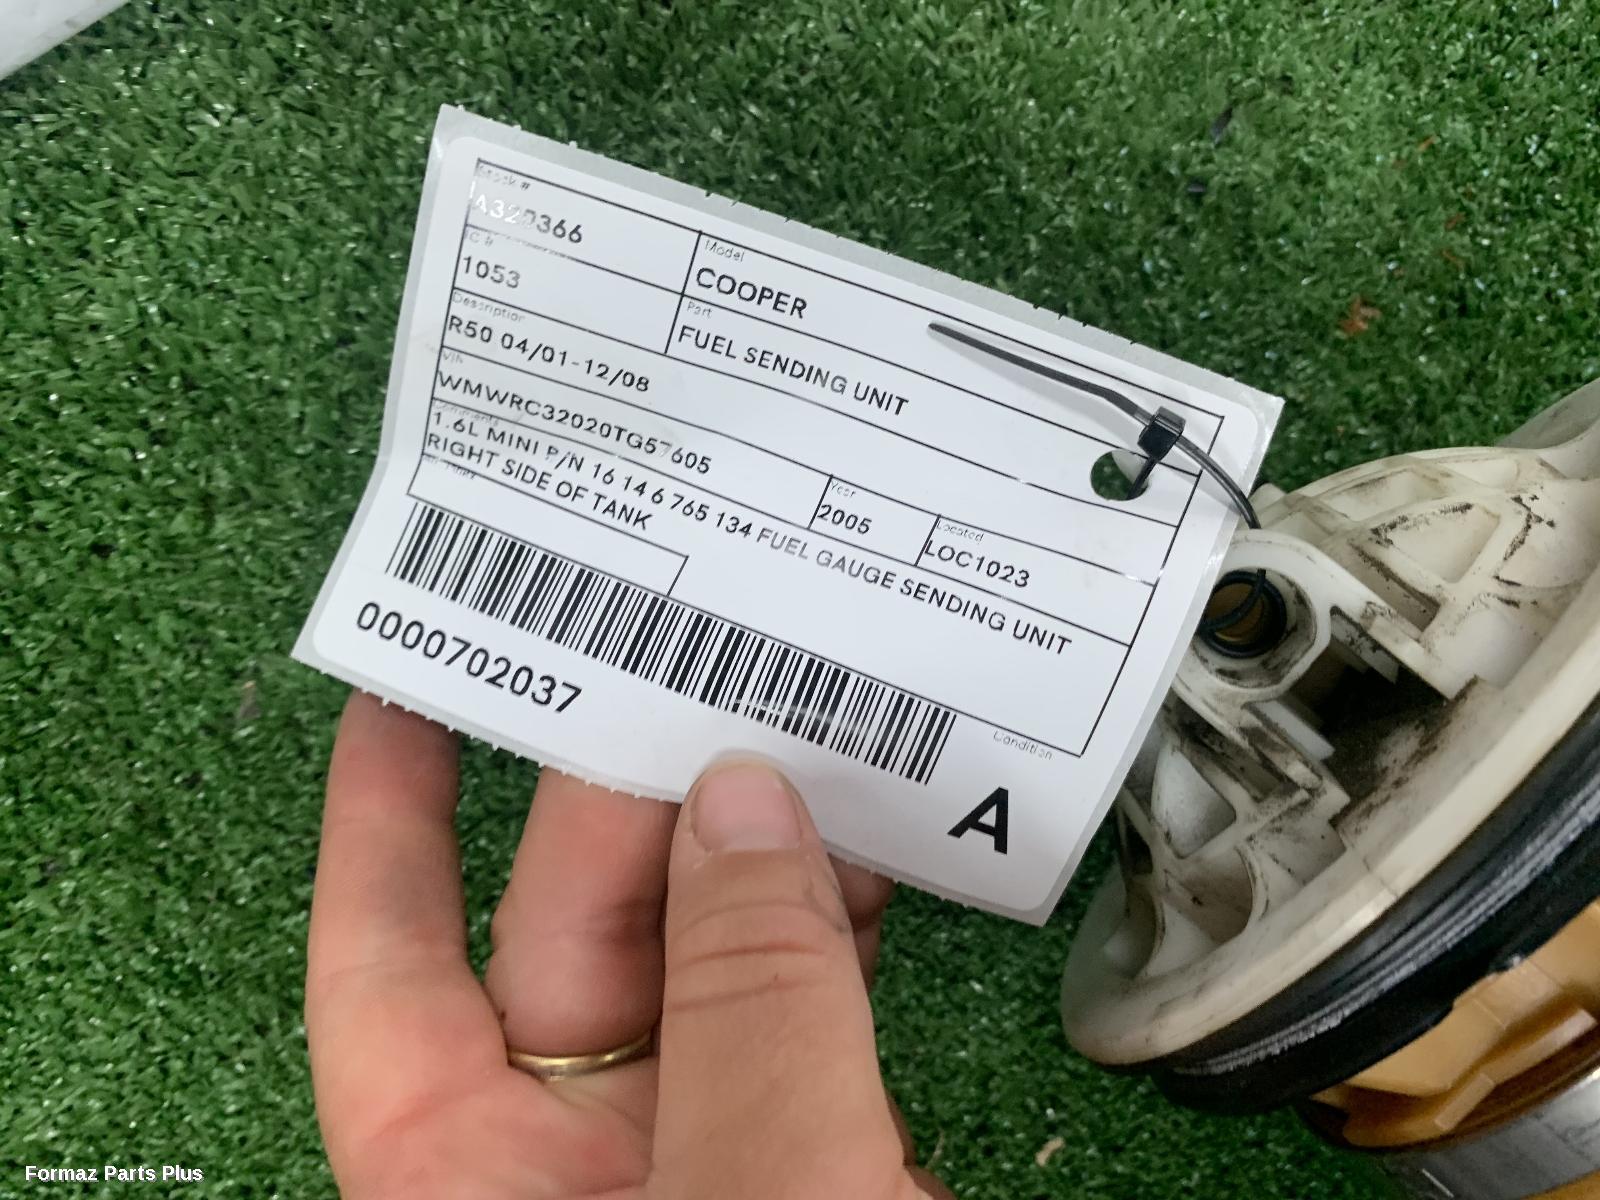 Stock #
IC #
1053
Model
COOPER
Part
FUEL SENDING UNIT
Description
R50 04/01-12/08
VIN
WMWRC32020TG57605
Year
2005
Located
LOC1023
Comments
1.6L MINI P/N 16 14 6 765 134 FUEL GAUGE SENDING UNIT
RIGHT SIDE OF TANK
0000702037
Condition
A
Formaz Parts Plus